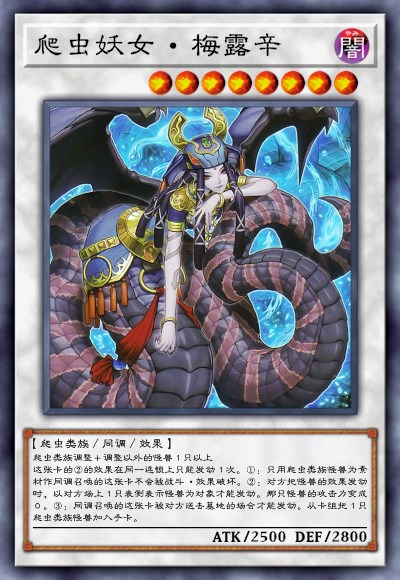 爬虫妖女・梅露辛
闇
やみ
【爬虫类族/同调/效果】
爬虫类族调整+调整以外的怪兽1只以上
这张卡的②的效果在同一连锁上只能发动1次。①：只用爬虫类族怪兽为素
材作同调召唤的这张卡不会被战斗・效果破坏。②：对方把怪兽的效果发动
时，以对方场上1只表侧表示怪兽为对象才能发动。那只怪兽的攻击力变成
0。③：同调召唤的这张卡被对方送去墓地的场合才能发动。从卡组把1只
爬虫类族怪兽加入手卡。
ATK/2500 DEF/2800